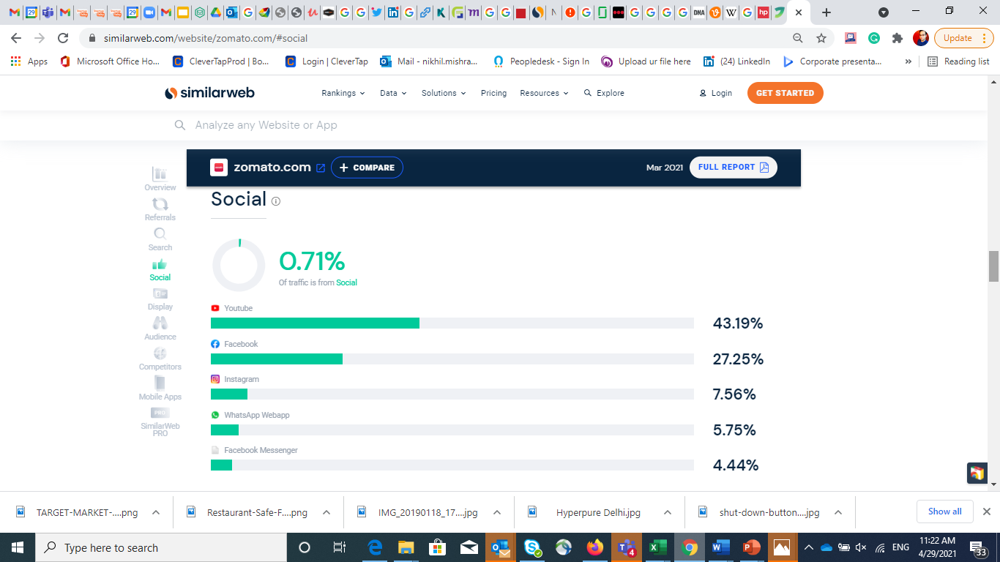 similarweb.com/website/zomato.com/#social
Update
Apps
Microsoft Office Ho...
CleverTapProd | Bo...
Login | CleverTap
Mail - nikhil.mishra...
Peopledesk - Sign In
Upload ur file here
(24) LinkedIn
Corporate presenta...
»
Reading list
similarweb
Rankings
Data
Solutions
Pricing
Resources
Explore
Login
GET STARTED
Analyze any Website or App
zomato.com
+ COMPARE
Mar 2021
FULL REPORT
Overview
Referrals
Search
Social
Display
Audience
Competitors
Mobile Apps
PRO
SimilarWeb
PRO
Social
0.71%
Of traffic is from Social
Youtube
43.19%
Facebook
27.25%
Instagram
7.56%
WhatsApp Webapp
5.75%
Facebook Messenger
4.44%
TARGET-MARKET-....png
Restaurant-Safe-F....png
IMG_20190118_17....jpg
Hyperpure Delhi.jpg
shut-down-button....jpg
Show all
Type here to search
4
ENG
11:22 AM
4/29/2021
33